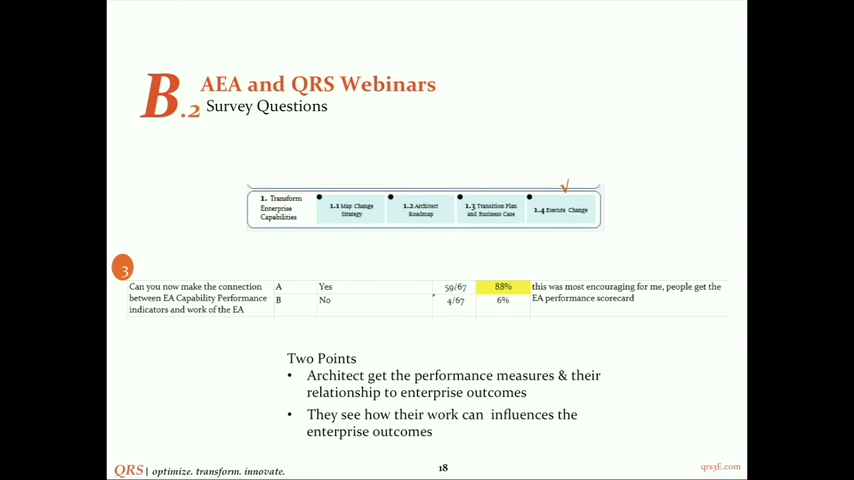 B.2 AEA and QRS Webinars
Survey Questions
√
1. Transform
Enterprise
Capabilities
1.1 Map Change
Strategy
1.2 Architect
Roadmap
1.3 Transition Plan
and Business Case
1.4 Execute Change
3
Can you now make the connection A Yes 59/67 88% this was most encouraging for me, people get the
between EA Capability Performance B No 4/67 6% EA performance scorecard
indicators and work of the EA
Two Points
• Architect get the performance measures & their
relationship to enterprise outcomes
• They see how their work can influences the
enterprise outcomes
QRS | optimize. transform. innovate.
18
qrs3E.com